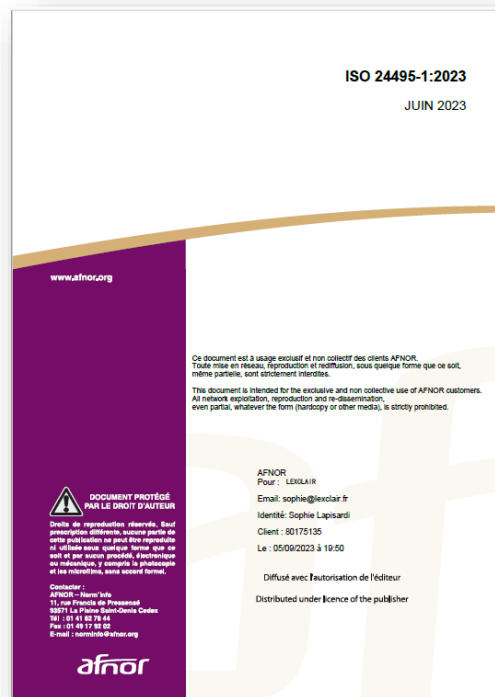 ISO 24495-1:2023
JUIN 2023
www.afnor.org
Ce document est à usage exclusif et non collectif des clients AFNOR.
Toute mise en réseau, reproduction et rediffusion, sous quelque forme que ce soit,
même partielle, sont strictement interdites.
This document is intended for the exclusive and non collective use of AFNOR customers.
All network exploitation, reproduction and re-dissemination,
even partial, whatever the form (hardcopy or other media), is strictly prohibited.
AFNOR
Pour : LEXCLAIR
Email: sophie@lexclair.fr
Identité: Sophie Lapisardi
Client : 80175135
Le : 05/09/2023 à 19:50
Diffusé avec l'autorisation de l'éditeur
Distributed under licence of the publisher
DOCUMENT PROTÉGÉ
PAR LE DROIT D'AUTEUR
Droits de reproduction réservés. Sauf
prescription différente, aucune partie de
cette publication ne peut être reproduite
ni utilisée sous quelque forme que ce
soit et par aucun procédé, électronique
ou mécanique, y compris la photocopie
et les microfilms, sans accord formel.
Contacter :
AFNOR – Norm'Info
11, rue Francis de Pressensé
93571 La Plaine Saint-Denis Cedex
Tél : 01 41 62 76 44
Fax : 01 49 17 92 02
E-mail : norminfo@afnor.org
afnor